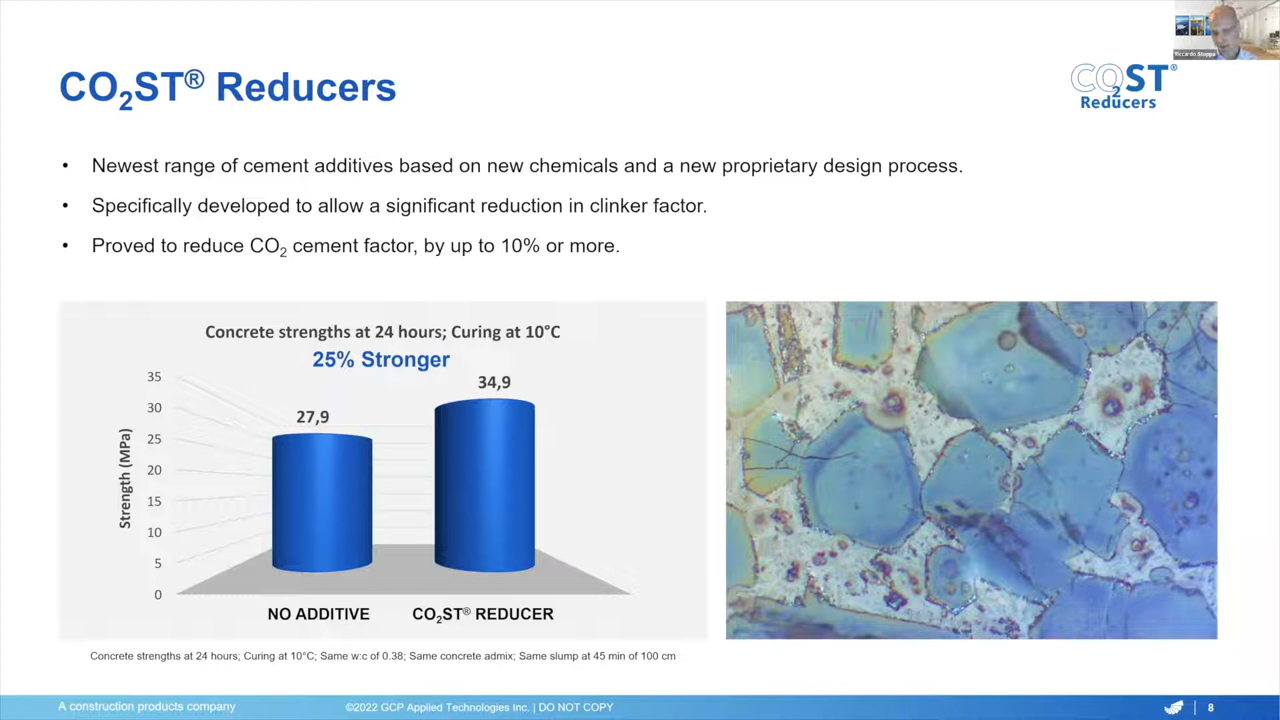 Riccardo Stoppa
CO₂ST® Reducers
CO₂ST®
Reducers
• Newest range of cement additives based on new chemicals and a new proprietary design process.
• Specifically developed to allow a significant reduction in clinker factor.
• Proved to reduce CO₂ cement factor, by up to 10% or more.
Concrete strengths at 24 hours; Curing at 10°C
25% Stronger
Strength (MPa)
35
30
25
20
15
10
5
0
27,9
34,9
NO ADDITIVE
CO₂ST® REDUCER
Concrete strengths at 24 hours; Curing at 10°C; Same w:c of 0.38; Same concrete admix; Same slump at 45 min of 100 cm
A construction products company
©2022 GCP Applied Technologies Inc. | DO NOT COPY
8